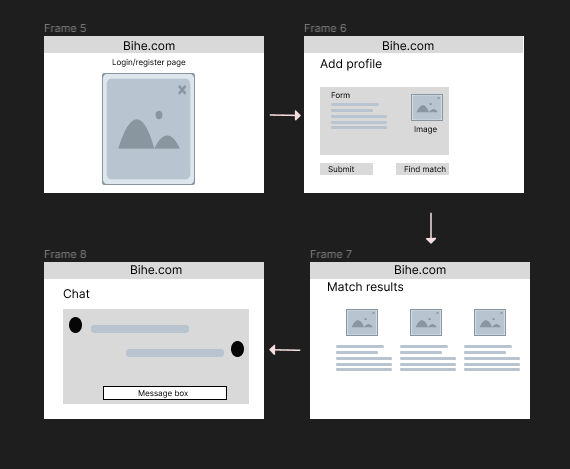 Frame 5
Bihe.com
Login/register page
Frame 6
Bihe.com
Add profile
Form
Image
Submit
Find match
Frame 8
Bihe.com
Chat
Message box
Frame 7
Bihe.com
Match results